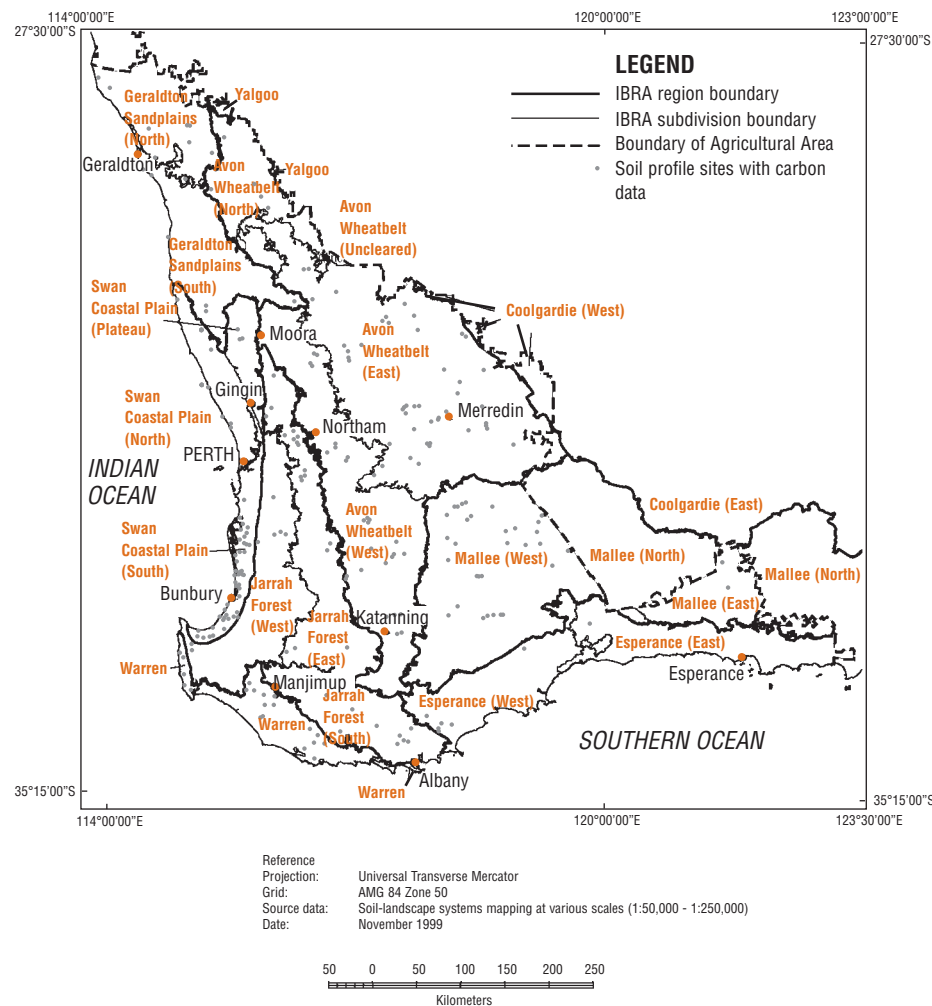 114°00'00"E
120°00'00"E
123°00'00"E
27°30'00"S
27°30'00"S
LEGEND
IBRA region boundary
IBRA subdivision boundary
Boundary of Agricultural Area
Soil profile sites with carbon
data
Yalgoo
Geraldton
Sandplains
(North)
Geraldton
Yalgoo
Avon
Wheatbelt
(North)
Avon
Wheatbelt
(Uncleared)
Geraldton
Sandplains
(South)
Swan
Coastal Plain
(Plateau)
Coolgardie (West)
Moora
Avon
Wheatbelt
(East)
Gingin
Swan
Coastal Plain
(North)
Merredin
Northam
PERTH
INDIAN
OCEAN
Coolgardie (East)
Avon
Wheatbelt
(West)
Swan
Coastal Plain
(South)
Mallee (West)
Mallee (North)
Mallee (North)
Bunbury
Jarrah
Forest
(West)
Mallee (East)
Jarrah
Forest
(East)
Katanning
Esperance (East)
Esperance
Warren
Manjimup
Jarrah
Forest
(South)
Esperance (West)
Warren
SOUTHERN OCEAN
Albany
Warren
35°15'00"S
35°15'00"S
114°00'00"E
120°00'00"E
123°30'00"E
Reference
Projection: Universal Transverse Mercator
Grid: AMG 84 Zone 50
Source data: Soil-landscape systems mapping at various scales (1:50,000 - 1:250,000)
Date: November 1999
50 0 50 100 150 200 250
Kilometers